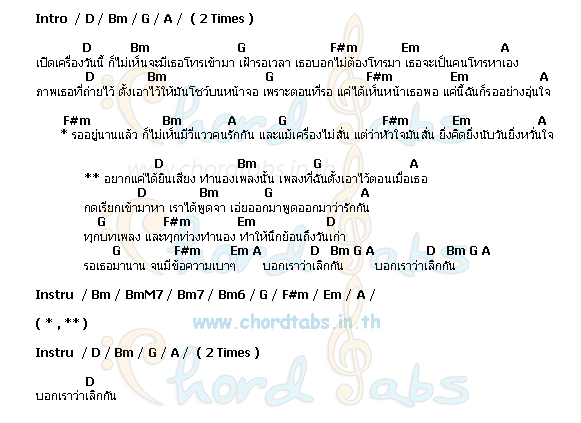 Intro / D / Bm / G / A / ( 2 Times )
D Bm G F#m Em A
เปิดเครื่องวันนี้ ก็ไม่เห็นจะมีเธอโทรเข้ามา เฝ้ารอเวลา เธอบอกไม่ต้องโทรมา เธอจะเป็นคนโทรหาเอง
D Bm G F#m Em A
ภาพเธอที่ถ่ายไว้ ตั้งเอาไว้ให้มันโชว์บนหน้าจอ เพราะตอนที่รอ แค่ได้เห็นหน้าเธอพอ แค่นี้ฉันก็รออย่างอุ่นใจ
F#m Bm A G F#m Em A
* รออยู่นานแล้ว ก็ไม่เห็นมีวี่แววคนรักกัน และแม้เครื่องไม่สั่น แต่ว่าหัวใจมันสั่น ยิ่งคิดยิ่งนับวันยิ่งหวั่นใจ
D Bm G A
** อยากแค่ได้ยินเสียง ทำนองเพลงนั้น เพลงที่ฉันตั้งเอาไว้ตอนเมื่อเธอ
D Bm G A
กดเรียกเข้ามาหา เราได้พูดจา เอ่ยออกมาพูดออกมาว่ารักกัน
G F#m Em D
ทุกบทเพลง และทุกท่วงทำนอง ทำให้นึกย้อนถึงวันเก่า
G F#m Em A D Bm G A D Bm G A
รอเธอมานาน จนมีข้อความเบาๆ บอกเราว่าเลิกกัน บอกเราว่าเลิกกัน
Instru / Bm / BmM7 / Bm7 / Bm6 / G / F#m / Em / A /
( * , ** )
www.chordtabs.in.th
Instru / D / Bm / G / A / ( 2 Times )
D
บอกเราว่าเลิกกัน